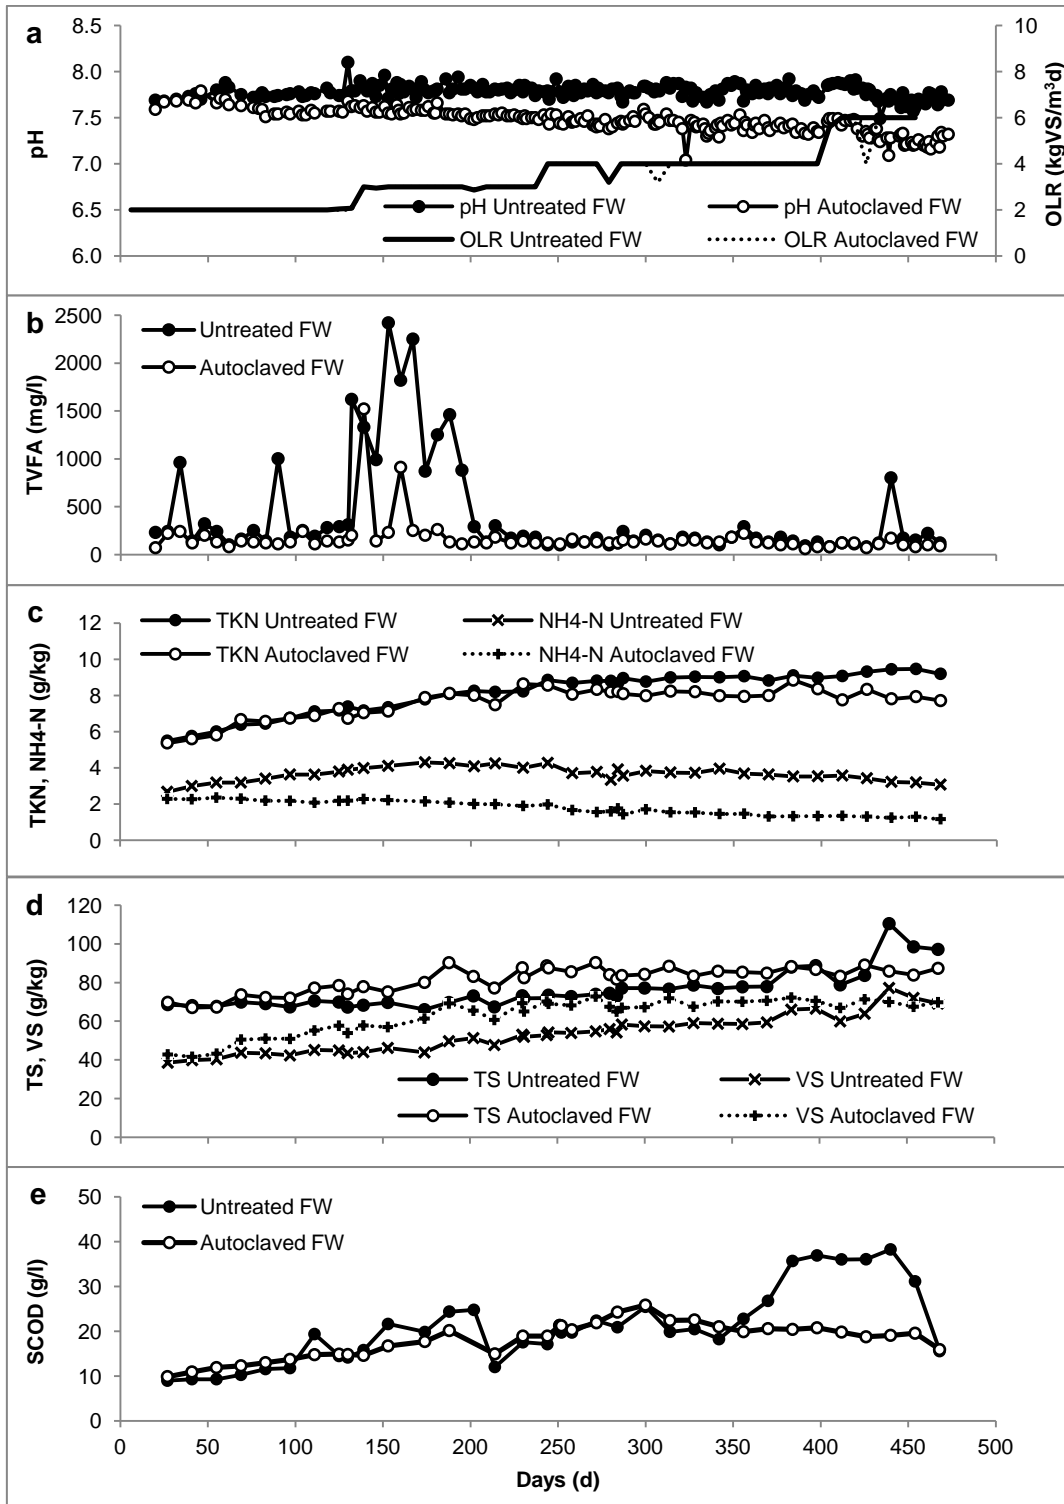 a
8.5
8.0
7.5
7.0
6.5
6.0
pH
10
8
6
4
2
0
OLR (kgVS/m³d)
pH Untreated FW
pH Autoclaved FW
OLR Untreated FW
OLR Autoclaved FW
b
2500
2000
1500
1000
500
0
TVFA (mg/l)
Untreated FW
Autoclaved FW
c
12
10
8
6
4
2
0
TKN, NH4-N (g/kg)
TKN Untreated FW
NH4-N Untreated FW
TKN Autoclaved FW
NH4-N Autoclaved FW
d
120
100
80
60
40
20
0
TS, VS (g/kg)
TS Untreated FW
VS Untreated FW
TS Autoclaved FW
VS Autoclaved FW
e
50
40
30
20
10
0
SCOD (g/l)
Untreated FW
Autoclaved FW
0 50 100 150 200 250 300 350 400 450 500
Days (d)